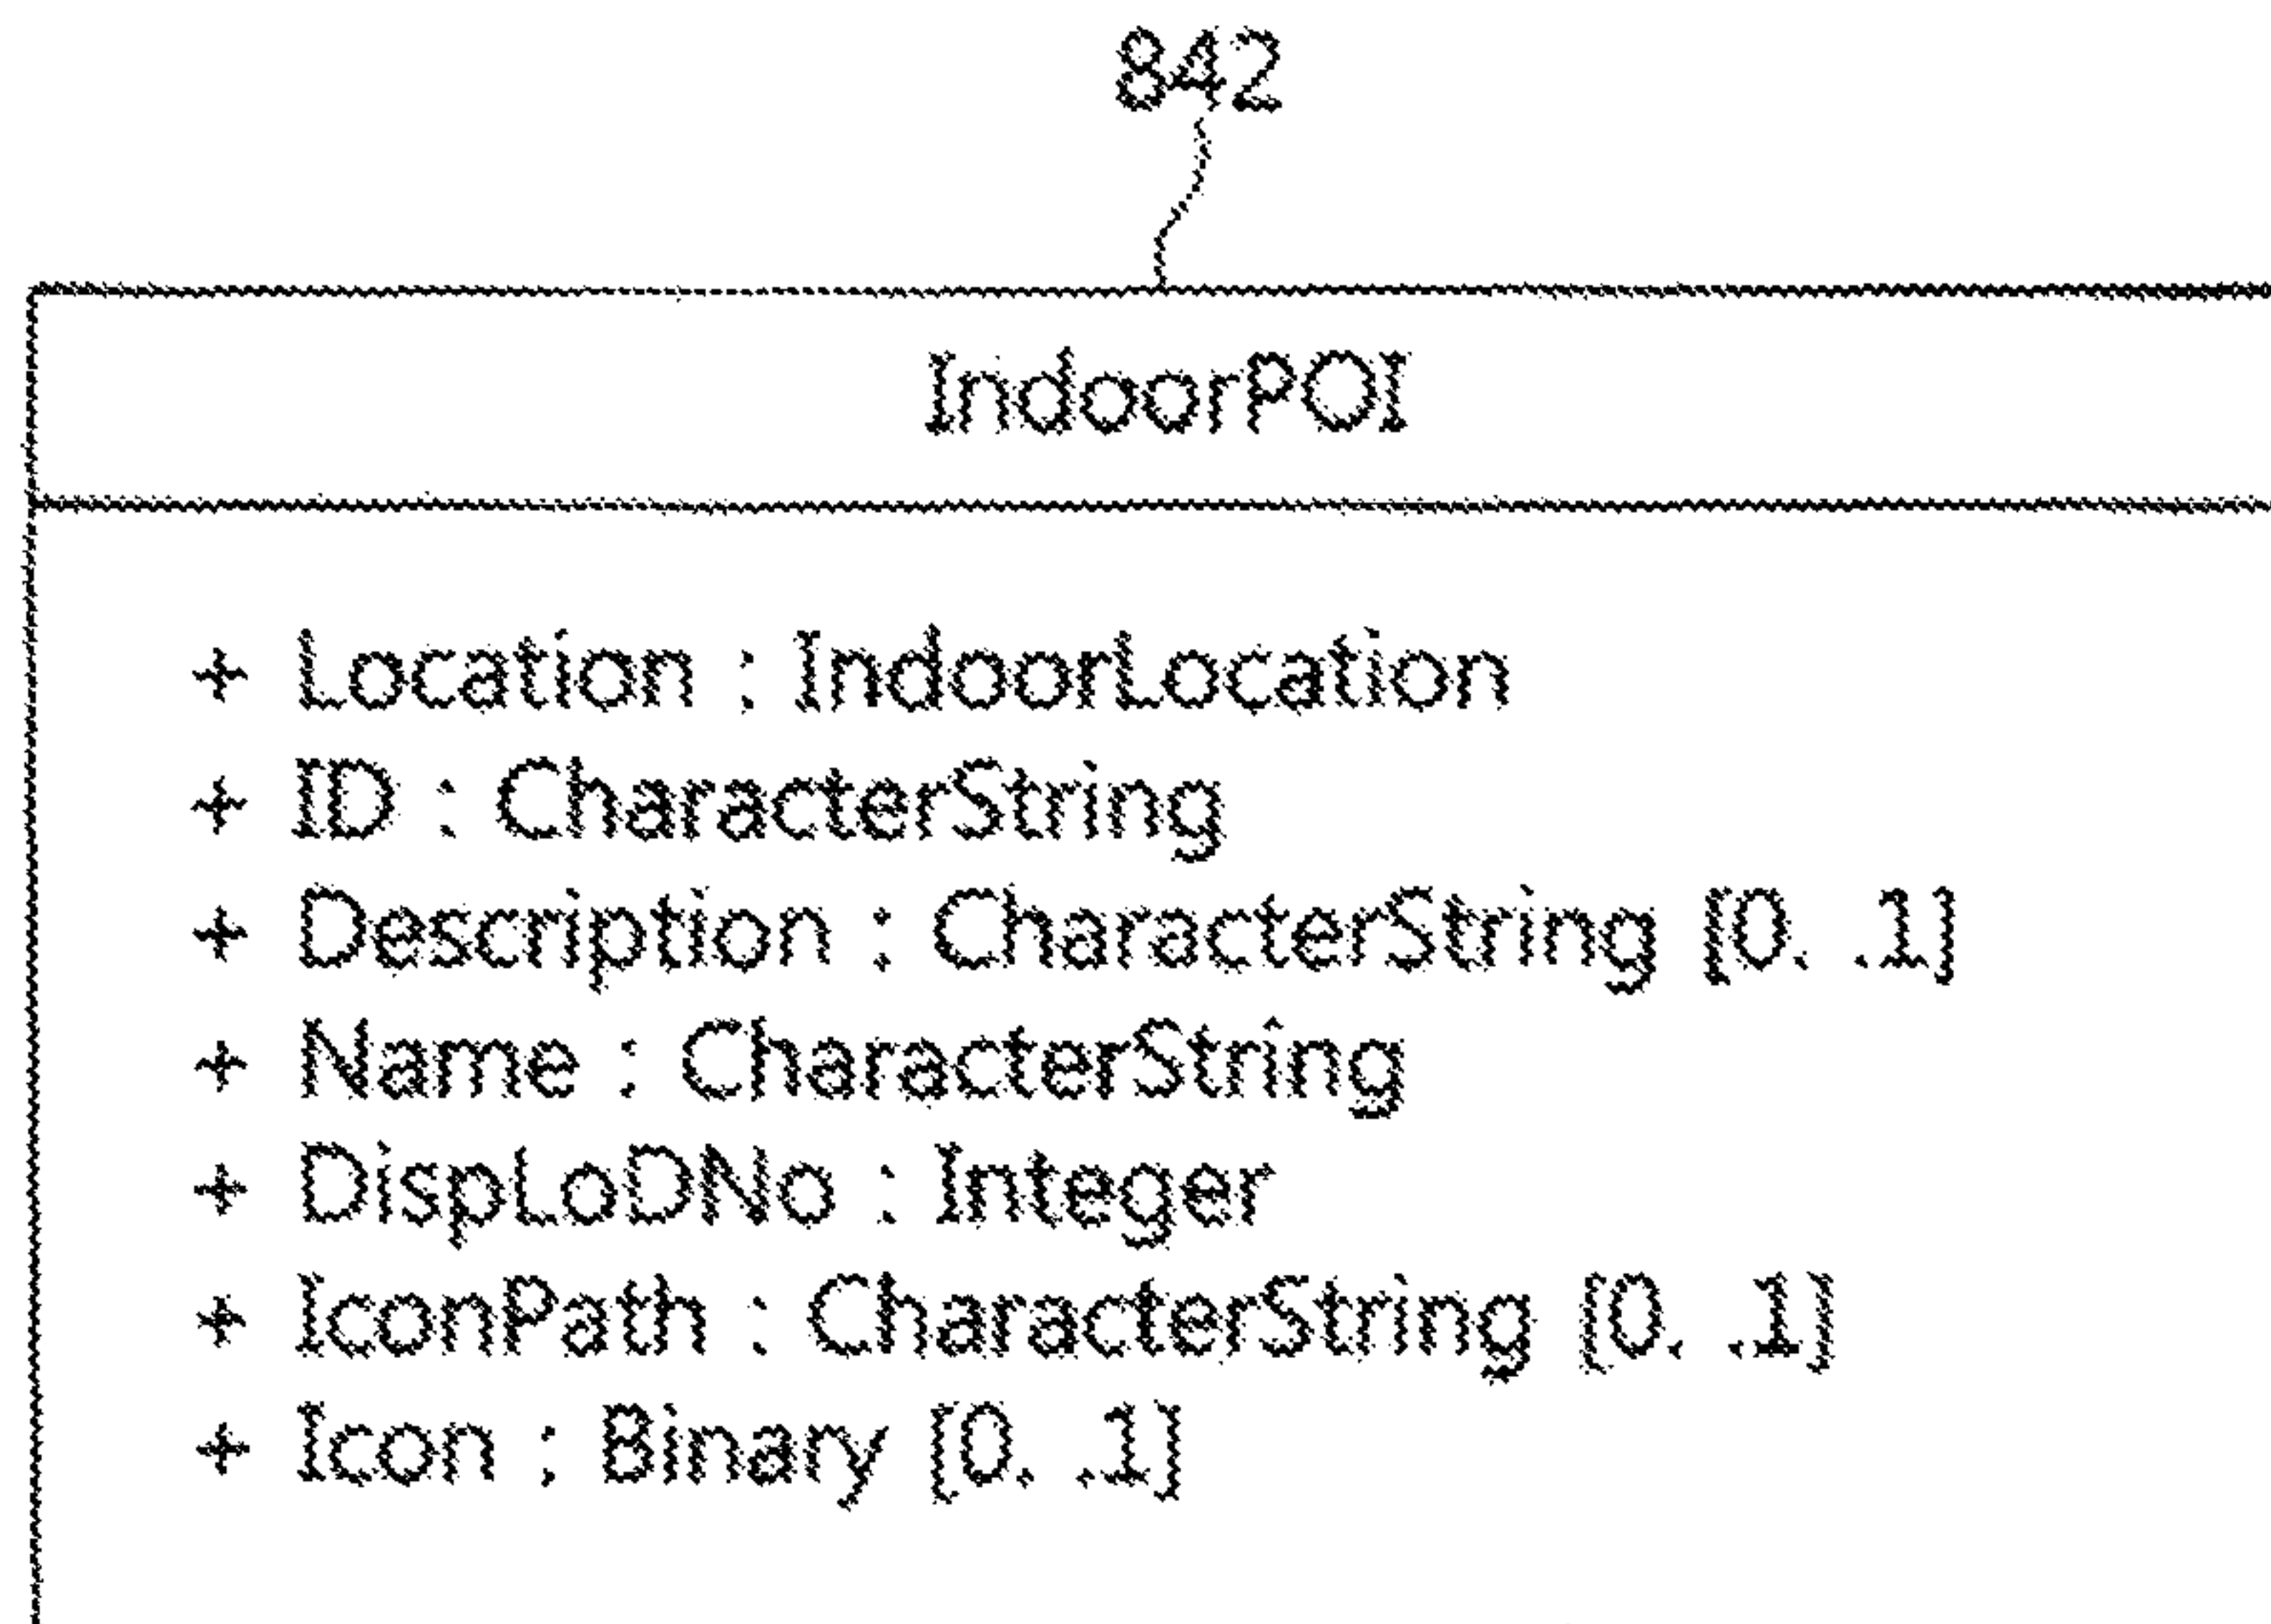 842
IndoorPOI
+ Location : IndoorLocation
+ ID : CharacterString
+ Description : CharacterString [0. .1]
+ Name : CharacterString
+ DispLoDNo : Integer
+ IconPath : CharacterString [0. .1]
+ Icon : Binary [0. .1]